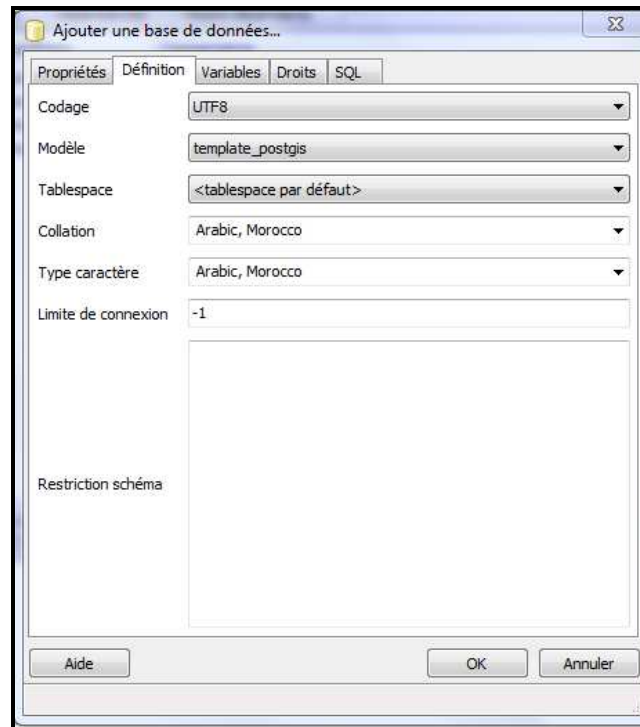 Ajouter une base de données...
Propriétés Définition Variables Droits SQL
Codage UTF8
Modèle template_postgis
Tablespace <tablespace par défaut>
Collation Arabic, Morocco
Type caractère Arabic, Morocco
Limite de connexion -1
Restriction schéma
Aide OK Annuler